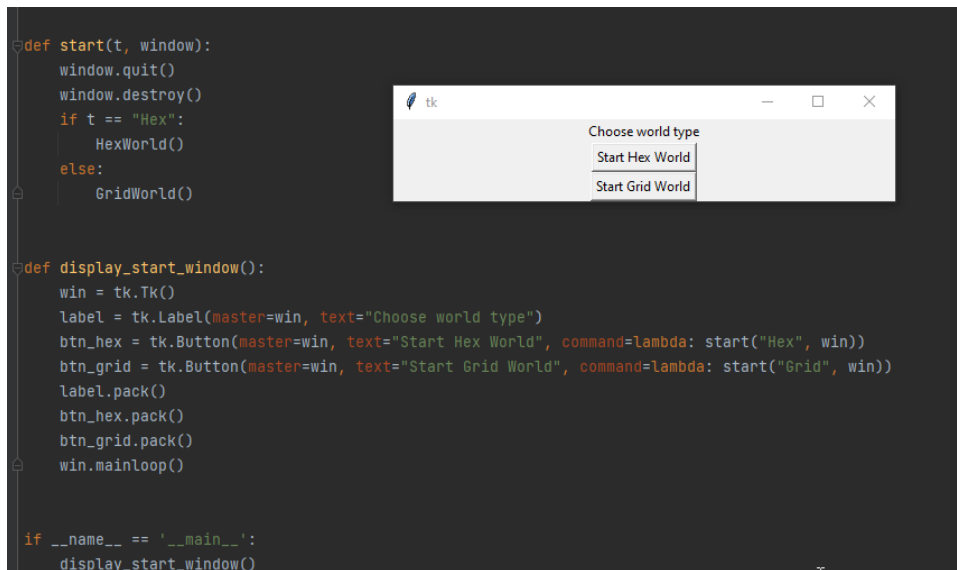 def start(t, window):
    window.quit()
    window.destroy()
    if t == "Hex":
        HexWorld()
    else:
        GridWorld()
tk
Choose world type
Start Hex World
Start Grid World
def display_start_window():
    win = tk.Tk()
    label = tk.Label(master=win, text="Choose world type")
    btn_hex = tk.Button(master=win, text="Start Hex World", command=lambda: start("Hex", win))
    btn_grid = tk.Button(master=win, text="Start Grid World", command=lambda: start("Grid", win))
    label.pack()
    btn_hex.pack()
    btn_grid.pack()
    win.mainloop()
if __name__ == '__main__':
    display_start_window()